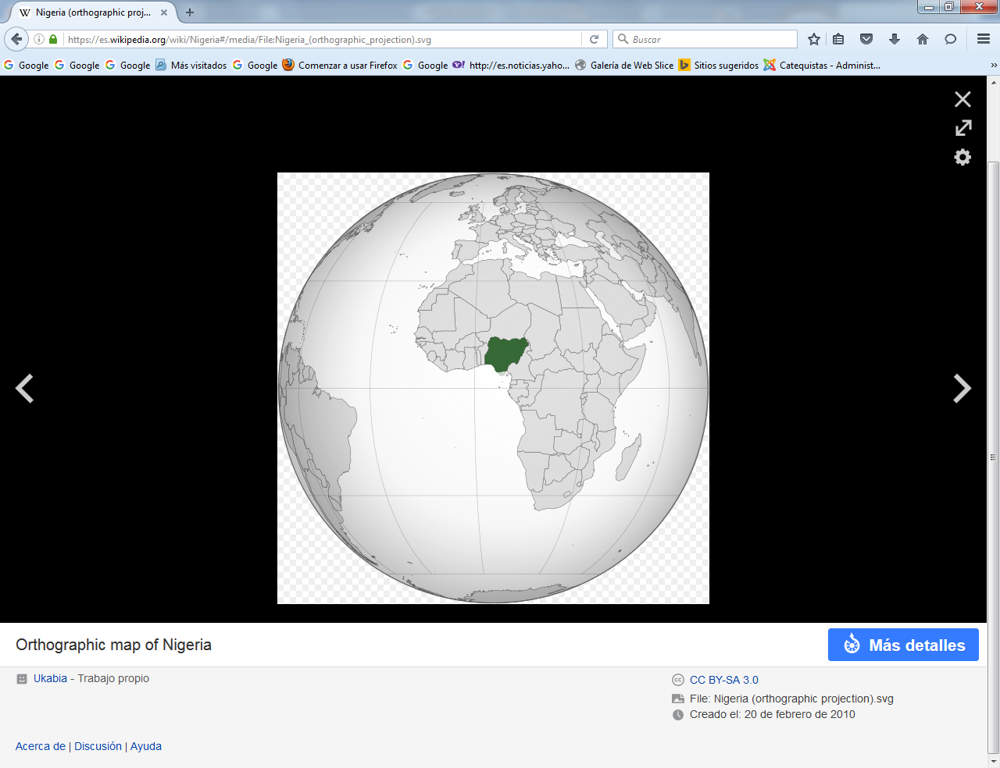 Nigeria (orthographic proj...
https://es.wikipedia.org/wiki/Nigeria#/media/File:Nigeria_(orthographic_projection).svg
Buscar
Google Google Google Más visitados Google Comenzar a usar Firefox Google http://es.noticias.yaho... Galería de Web Slice Sitios sugeridos Catequistas - Administ...
Orthographic map of Nigeria
Más detalles
Ukabia - Trabajo propio
CC BY-SA 3.0
File: Nigeria (orthographic projection).svg
Creado el: 20 de febrero de 2010
Acerca de | Discusión | Ayuda